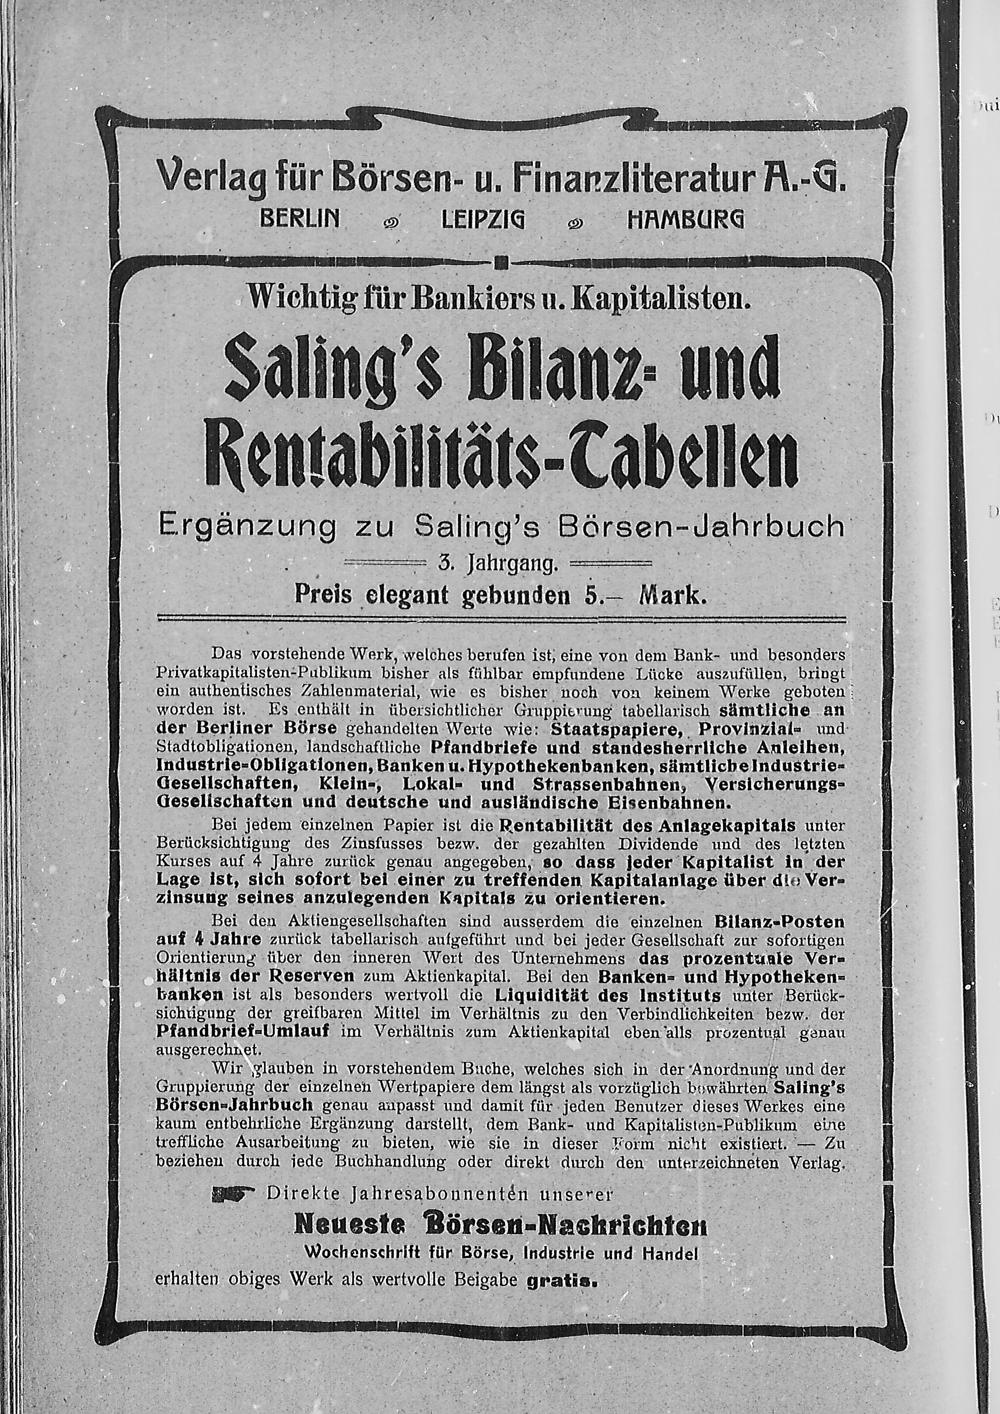 Verlag für Börsen- u. Finanzliteratur A.-G.
BERLIN LEIPZIG HAMBURG
Wichtig für Bankiers u. Kapitalisten.
Saling's Bilanz- und
Rentabilitäts-Tabellen
Ergänzung zu Saling's Börsen-Jahrbuch
3. Jahrgang.
Preis elegant gebunden 5.— Mark.
Das vorstehende Werk, welches berufen ist, eine von dem Bank- und besonders
Privatkapitalisten-Publikum bisher als fühlbar empfundene Lücke auszufüllen, bringt
ein authentisches Zahlenmaterial, wie es bisher noch von keinem Werke geboten
worden ist. Es enthält in übersichtlicher Gruppierung tabellarisch sämtliche an
der Berliner Börse gehandelten Werte wie: Staatspapiere, Provinzial- und
Stadtobligationen, landschaftliche Pfandbriefe und standesherrliche Anleihen,
Industrie-Obligationen, Banken u. Hypothekenbanken, sämtliche Industrie-
Gesellschaften, Klein-, Lokal- und Strassenbahnen, Versicherungs-
Gesellschaften und deutsche und ausländische Eisenbahnen.
Bei jedem einzelnen Papier ist die Rentabilität des Anlagekapitals unter
Berücksichtigung des Zinsfusses bezw. der gezahlten Dividende und des letzten
Kurses auf 4 Jahre zurück genau angegeben, so dass jeder Kapitalist in der
Lage ist, sich sofort bei einer zu treffenden Kapitalanlage über die Ver-
zinsung seines anzulegenden Kapitals zu orientieren.
Bei den Aktiengesellschaften sind ausserdem die einzelnen Bilanz-Posten
auf 4 Jahre zurück tabellarisch aufgeführt und bei jeder Gesellschaft zur sofortigen
Orientierung über den inneren Wert des Unternehmens das prozentuale Ver-
hältnis der Reserven zum Aktienkapital. Bei den Banken- und Hypotheken-
banken ist als besonders wertvoll die Liquidität des Instituts unter Berück-
sichtigung der greifbaren Mittel im Verhältnis zu den Verbindlichkeiten bezw. der
Pfandbrief-Umlauf im Verhältnis zum Aktienkapital ebenfalls prozentual genau
ausgerechnet.
Wir glauben in vorstehendem Buche, welches sich in der Anordnung und der
Gruppierung der einzelnen Wertpapiere dem längst als vorzüglich bewährten Saling's
Börsen-Jahrbuch genau anpasst und damit für jeden Benutzer dieses Werkes eine
kaum entbehrliche Ergänzung darstellt, dem Bank- und Kapitalisten-Publikum eine
treffliche Ausarbeitung zu bieten, wie sie in dieser Form nicht existiert. — Zu
beziehen durch jede Buchhandlung oder direkt durch den unterzeichneten Verlag.
Direkte Jahresabonnenten unserer
Neueste Börsen-Nachrichten
Wochenschrift für Börse, Industrie und Handel
erhalten obiges Werk als wertvolle Beigabe gratis.